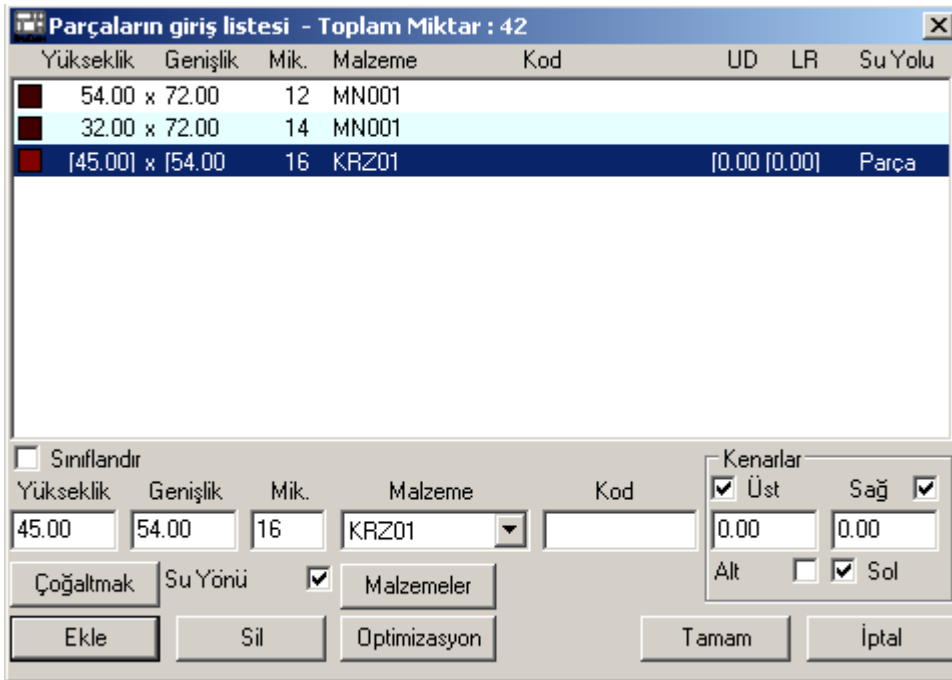 Parçaların giriş listesi - Toplam Miktar : 42
Yükseklik Genişlik Mik. Malzeme Kod UD LR Su Yolu
54.00 x 72.00 12 MN001
32.00 x 72.00 14 MN001
[45.00] x [54.00 16 KRZ01 [0.00 [0.00] Parça
Sınıflandır
Kenarlar
Yükseklik Genişlik Mik. Malzeme Kod Üst Sağ
45.00 54.00 16 KRZ01 0.00 0.00
Çoğaltmak Su Yönü Malzemeler Alt Sol
Ekle Sil Optimizasyon Tamam İptal